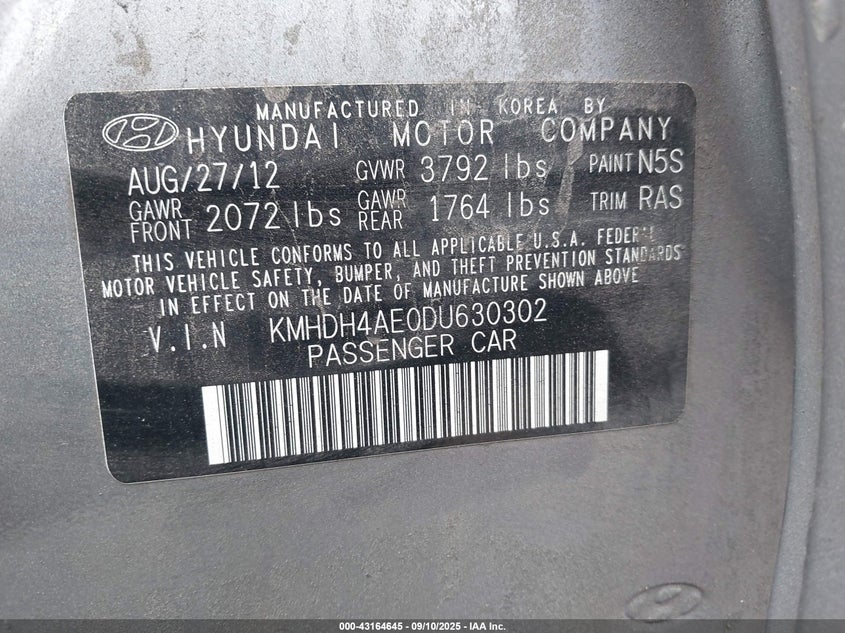 MANUFACTURED IN KOREA BY
HYUNDAI MOTOR COMPANY
AUG/27/12 GVWR 3792 lbs PAINT N5S
GAWR FRONT 2072 lbs GAWR REAR 1764 lbs TRIM RAS
THIS VEHICLE CONFORMS TO ALL APPLICABLE U.S.A. FEDERAL
MOTOR VEHICLE SAFETY, BUMPER, AND THEFT PREVENTION STANDARDS
IN EFFECT ON THE DATE OF MANUFACTURE SHOWN ABOVE
V.I.N KMHDH4AE0DU630302
PASSENGER CAR
000-43164645 - 09/10/2025 - IAA Inc.